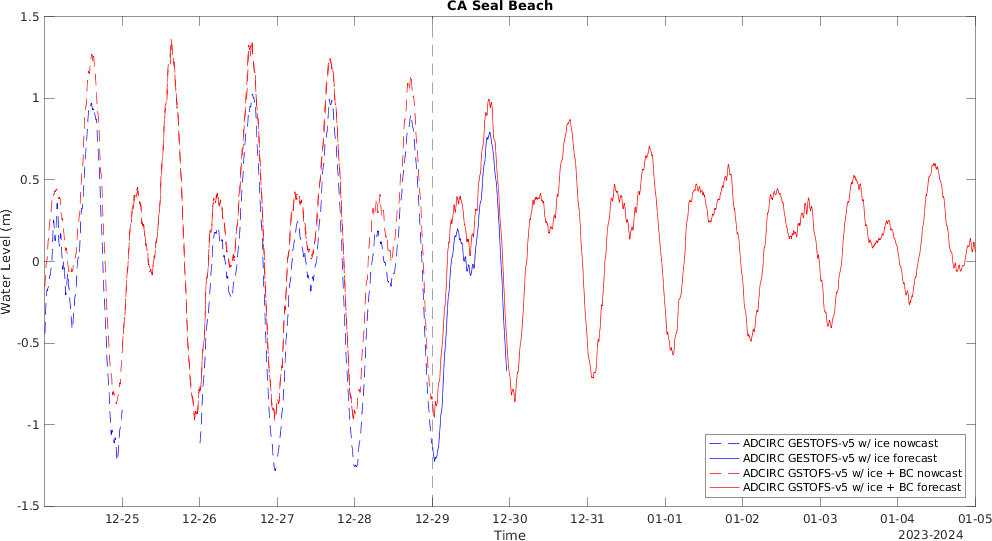 CA Seal Beach
1.5
1
0.5
0
-0.5
-1
-1.5
Water Level (m)
12-25 12-26 12-27 12-28 12-29 12-30 12-31 01-01 01-02 01-03 01-04 01-05
Time
2023-2024
ADCIRC GESTOFS-v5 w/ ice nowcast
ADCIRC GESTOFS-v5 w/ ice forecast
ADCIRC GSTOFS-v5 w/ ice + BC nowcast
ADCIRC GSTOFS-v5 w/ ice + BC forecast